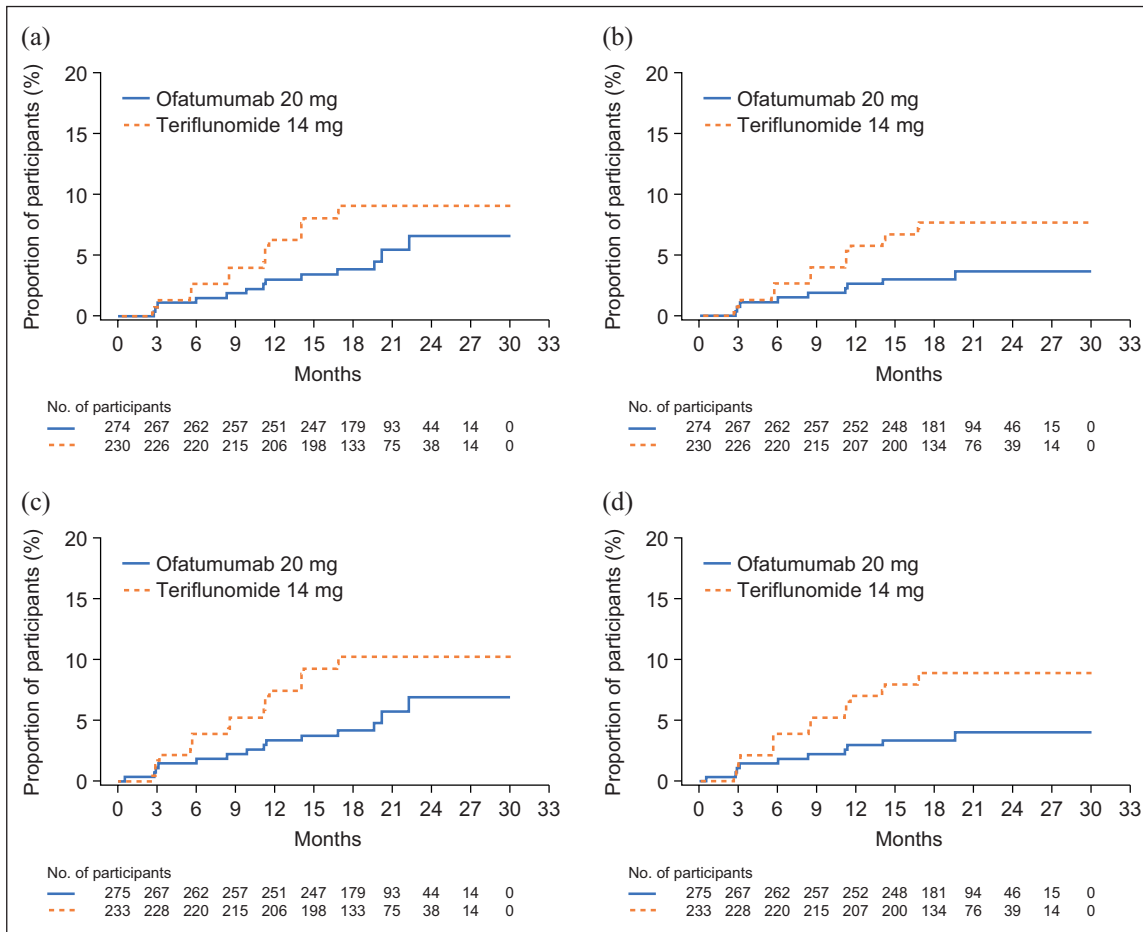 (a)
Proportion of participants (%)
20
15
10
5
0
Ofatumumab 20 mg
Teriflunomide 14 mg
0 3 6 9 12 15 18 21 24 27 30 33
Months
No. of participants
274 267 262 257 251 247 179 93 44 14 0
230 226 220 215 206 198 133 75 38 14 0
(b)
Proportion of participants (%)
20
15
10
5
0
Ofatumumab 20 mg
Teriflunomide 14 mg
0 3 6 9 12 15 18 21 24 27 30 33
Months
No. of participants
274 267 262 257 252 248 181 94 46 15 0
230 226 220 215 207 200 134 76 39 14 0
(c)
Proportion of participants (%)
20
15
10
5
0
Ofatumumab 20 mg
Teriflunomide 14 mg
0 3 6 9 12 15 18 21 24 27 30 33
Months
No. of participants
275 267 262 257 251 247 179 93 44 14 0
233 228 220 215 206 198 133 75 38 14 0
(d)
Proportion of participants (%)
20
15
10
5
0
Ofatumumab 20 mg
Teriflunomide 14 mg
0 3 6 9 12 15 18 21 24 27 30 33
Months
No. of participants
275 267 262 257 252 248 181 94 46 15 0
233 228 220 215 207 200 134 76 39 14 0